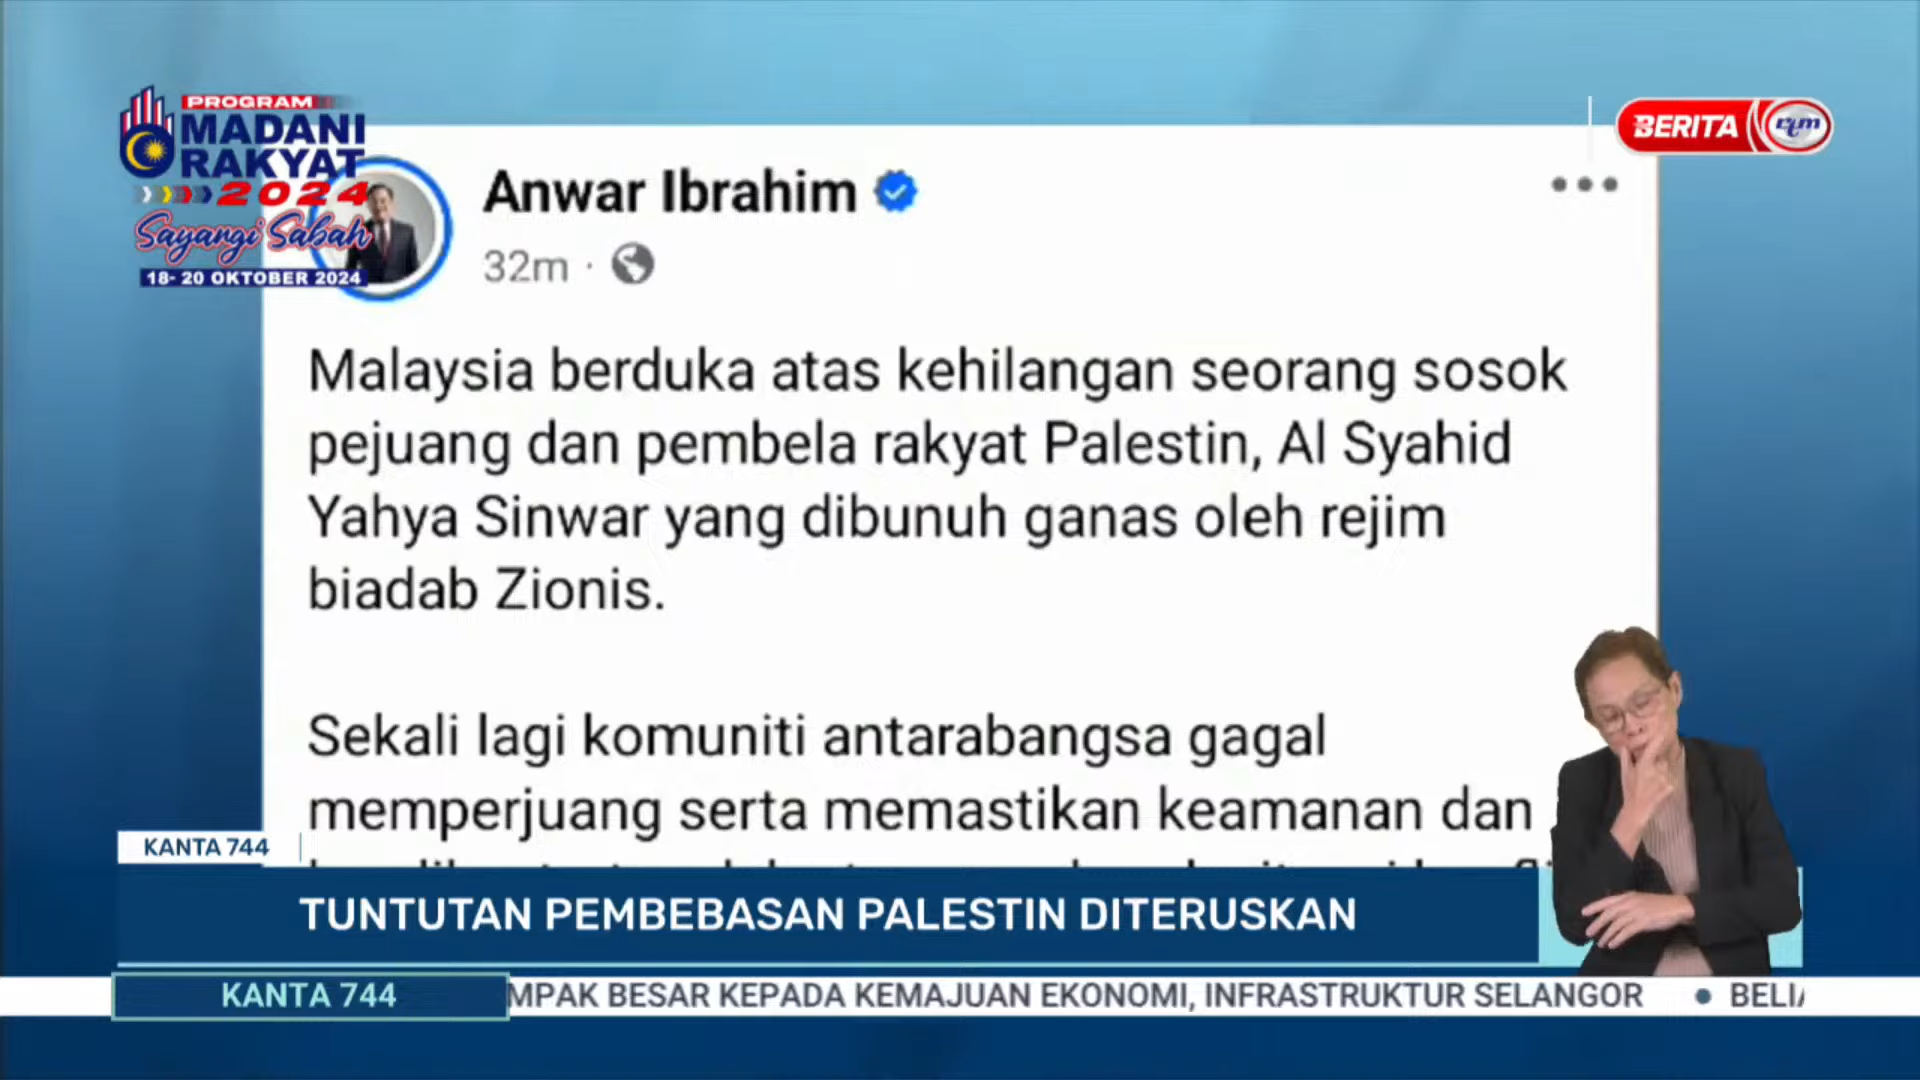 PROGRAM
MADANI
RAKYAT
2024
Sayangi Sabah
18- 20 OKTOBER 2024
BERITA rtm
Anwar Ibrahim
32m
Malaysia berduka atas kehilangan seorang sosok
pejuang dan pembela rakyat Palestin, Al Syahid
Yahya Sinwar yang dibunuh ganas oleh rejim
biadab Zionis.
Sekali lagi komuniti antarabangsa gagal
memperjuang serta memastikan keamanan dan
KANTA 744
TUNTUTAN PEMBEBASAN PALESTIN DITERUSKAN
KANTA 744
MPAK BESAR KEPADA KEMAJUAN EKONOMI, INFRASTRUKTUR SELANGOR • BELIA